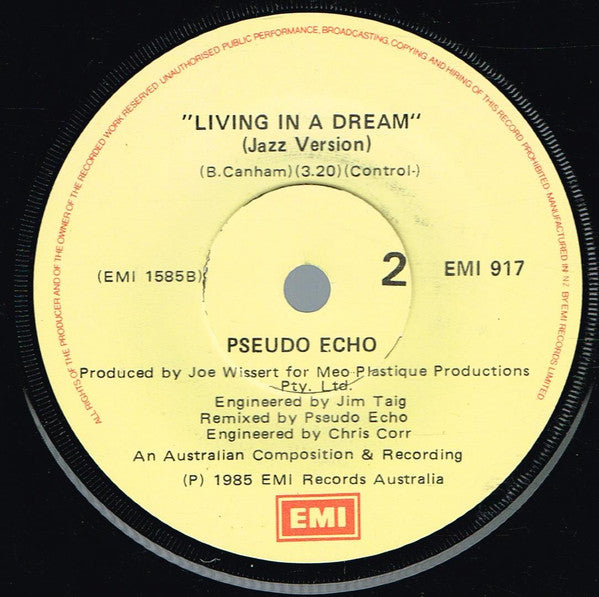 ALL RIGHTS OF THE PRODUCER AND OF THE OWNER OF THE RECORDED WORK RESERVED UNAUTHORISED PUBLIC PERFORMANCE, BROADCASTING, COPYING AND HIRING OF THIS RECORD PROHIBITED. MANUFACTURED IN N.Z. BY EMI RECORDS LIMITED
"LIVING IN A DREAM"
(Jazz Version)
(B.Canham)(3.20)(Control-)
(EMI 1585B)
2
EMI 917
PSEUDO ECHO
Produced by Joe Wissert for Meo Plastique Productions
Pty. Ltd.
Engineered by Jim Taig
Remixed by Pseudo Echo
Engineered by Chris Corr
An Australian Composition & Recording
(P) 1985 EMI Records Australia
EMI